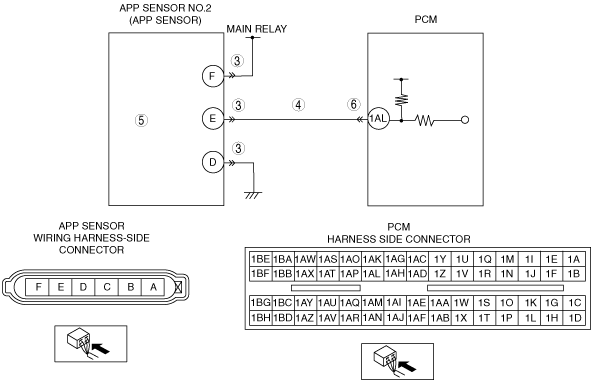 APP SENSOR NO.2
(APP SENSOR)
MAIN RELAY
PCM
F
3
E
3
4
6
1AL
5
D
3
APP SENSOR
WIRING HARNESS-SIDE
CONNECTOR
F E D C B A
PCM
HARNESS SIDE CONNECTOR
1BE 1BA 1AW 1AS 1AO 1AK 1AG 1AC 1Y 1U 1Q 1M 1I 1E 1A
1BF 1BB 1AX 1AT 1AP 1AL 1AH 1AD 1Z 1V 1R 1N 1J 1F 1B
1BG 1BC 1AY 1AU 1AQ 1AM 1AI 1AE 1AA 1W 1S 1O 1K 1G 1C
1BH 1BD 1AZ 1AV 1AR 1AN 1AJ 1AF 1AB 1X 1T 1P 1L 1H 1D